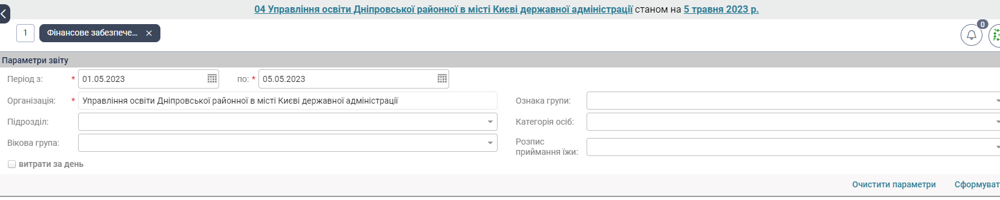 04 Управління освіти Дніпровської районної в місті Києві державної адміністрації станом на 5 травня 2023 р.
1 Фінансове забезпече... × 0
Параметри звіту
Період з: * 01.05.2023 по: * 05.05.2023
Організація: * Управління освіти Дніпровської районної в місті Києві державної адміністрації Ознака групи:
Підрозділ: Категорія осіб:
Вікова група: Розпис
приймання їжи:
витрати за день
Очистити параметри Сформуват